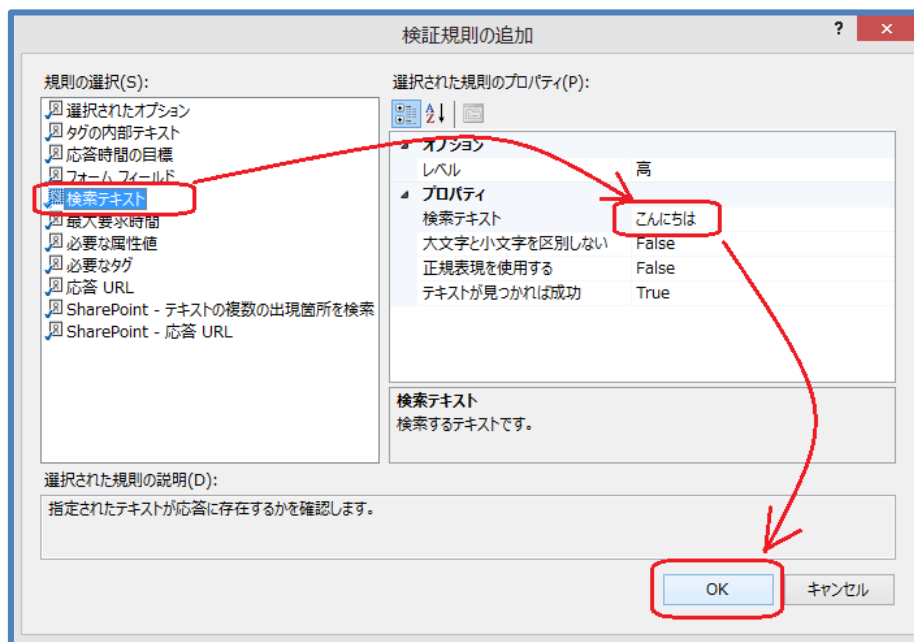 検証規則の追加
? ×
規則の選択(S):
選択されたオプション
タグの内部テキスト
応答時間の目標
フォーム フィールド
検索テキスト
最大要求時間
必要な属性値
必要なタグ
応答 URL
SharePoint - テキストの複数の出現箇所を検索
SharePoint - 応答 URL
選択された規則のプロパティ(P):
オプション
レベル 高
プロパティ
検索テキスト こんにちは
大文字と小文字を区別しない False
正規表現を使用する False
テキストが見つかれば成功 True
検索テキスト
検索するテキストです。
選択された規則の説明(D):
指定されたテキストが応答に存在するかを確認します。
OK キャンセル